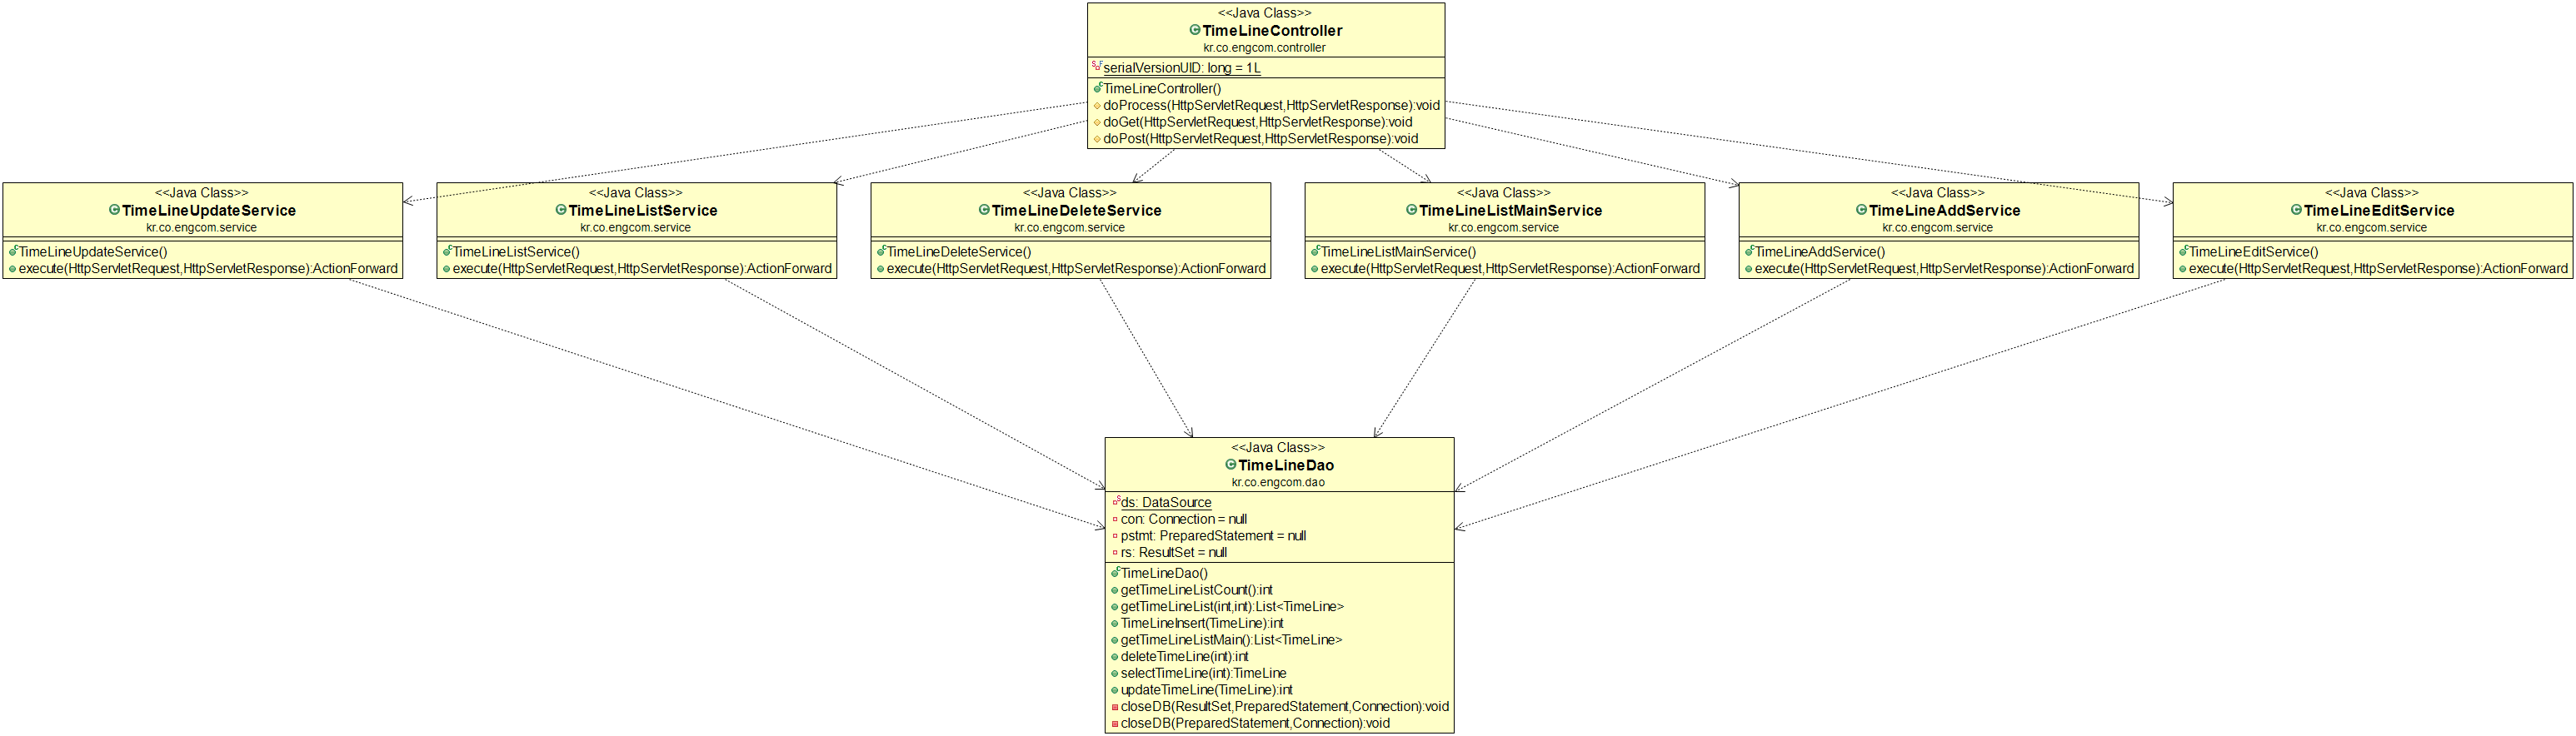 <<Java Class>>
TimeLineController
kr.co.engcom.controller
serialVersionUID: long = 1L
TimeLineController()
doProcess(HttpServletRequest,HttpServletResponse):void
doGet(HttpServletRequest,HttpServletResponse):void
doPost(HttpServletRequest,HttpServletResponse):void
<<Java Class>>
TimeLineUpdateService
kr.co.engcom.service
TimeLineUpdateService()
execute(HttpServletRequest,HttpServletResponse):ActionForward
<<Java Class>>
TimeLineListService
kr.co.engcom.service
TimeLineListService()
execute(HttpServletRequest,HttpServletResponse):ActionForward
<<Java Class>>
TimeLineDeleteService
kr.co.engcom.service
TimeLineDeleteService()
execute(HttpServletRequest,HttpServletResponse):ActionForward
<<Java Class>>
TimeLineListMainService
kr.co.engcom.service
TimeLineListMainService()
execute(HttpServletRequest,HttpServletResponse):ActionForward
<<Java Class>>
TimeLineAddService
kr.co.engcom.service
TimeLineAddService()
execute(HttpServletRequest,HttpServletResponse):ActionForward
<<Java Class>>
TimeLineEditService
kr.co.engcom.service
TimeLineEditService()
execute(HttpServletRequest,HttpServletResponse):ActionForward
<<Java Class>>
TimeLineDao
kr.co.engcom.dao
ds: DataSource
con: Connection = null
pstmt: PreparedStatement = null
rs: ResultSet = null
TimeLineDao()
getTimeLineListCount():int
getTimeLineList(int,int):List<TimeLine>
TimeLineInsert(TimeLine):int
getTimeLineListMain():List<TimeLine>
deleteTimeLine(int):int
selectTimeLine(int):TimeLine
updateTimeLine(TimeLine):int
closeDB(ResultSet,PreparedStatement,Connection):void
closeDB(PreparedStatement,Connection):void